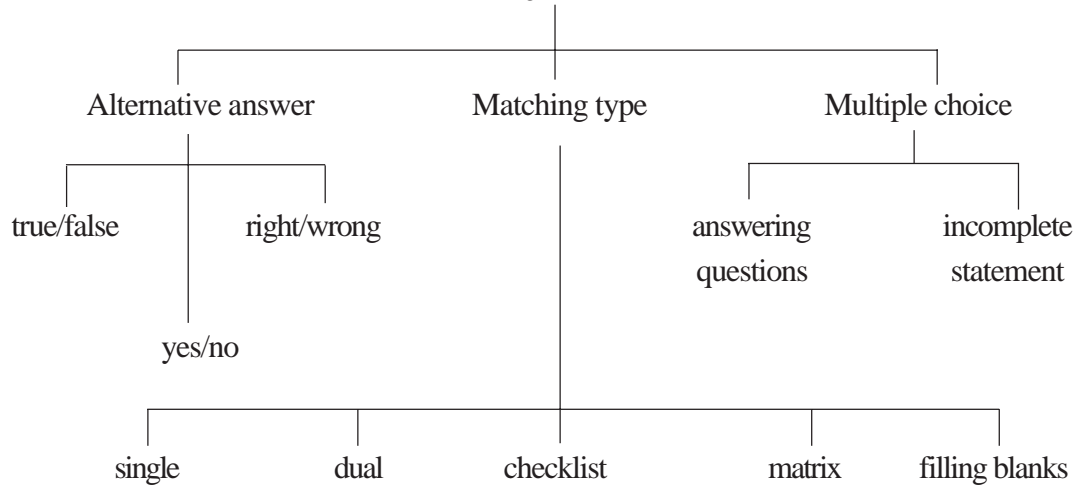 Alternative answer
Matching type
Multiple choice
true/false
right/wrong
answering
questions
incomplete
statement
yes/no
single
dual
checklist
matrix
filling blanks